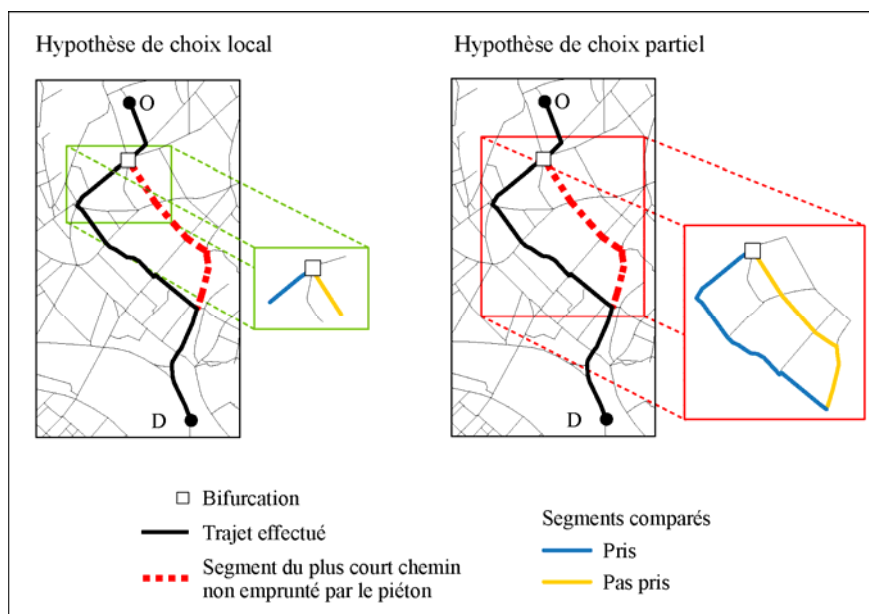 Hypothèse de choix local
Hypothèse de choix partiel
O
D
O
D
Bifurcation
Trajet effectué
Segment du plus court chemin
non emprunté par le piéton
Segments comparés
Pris
Pas pris